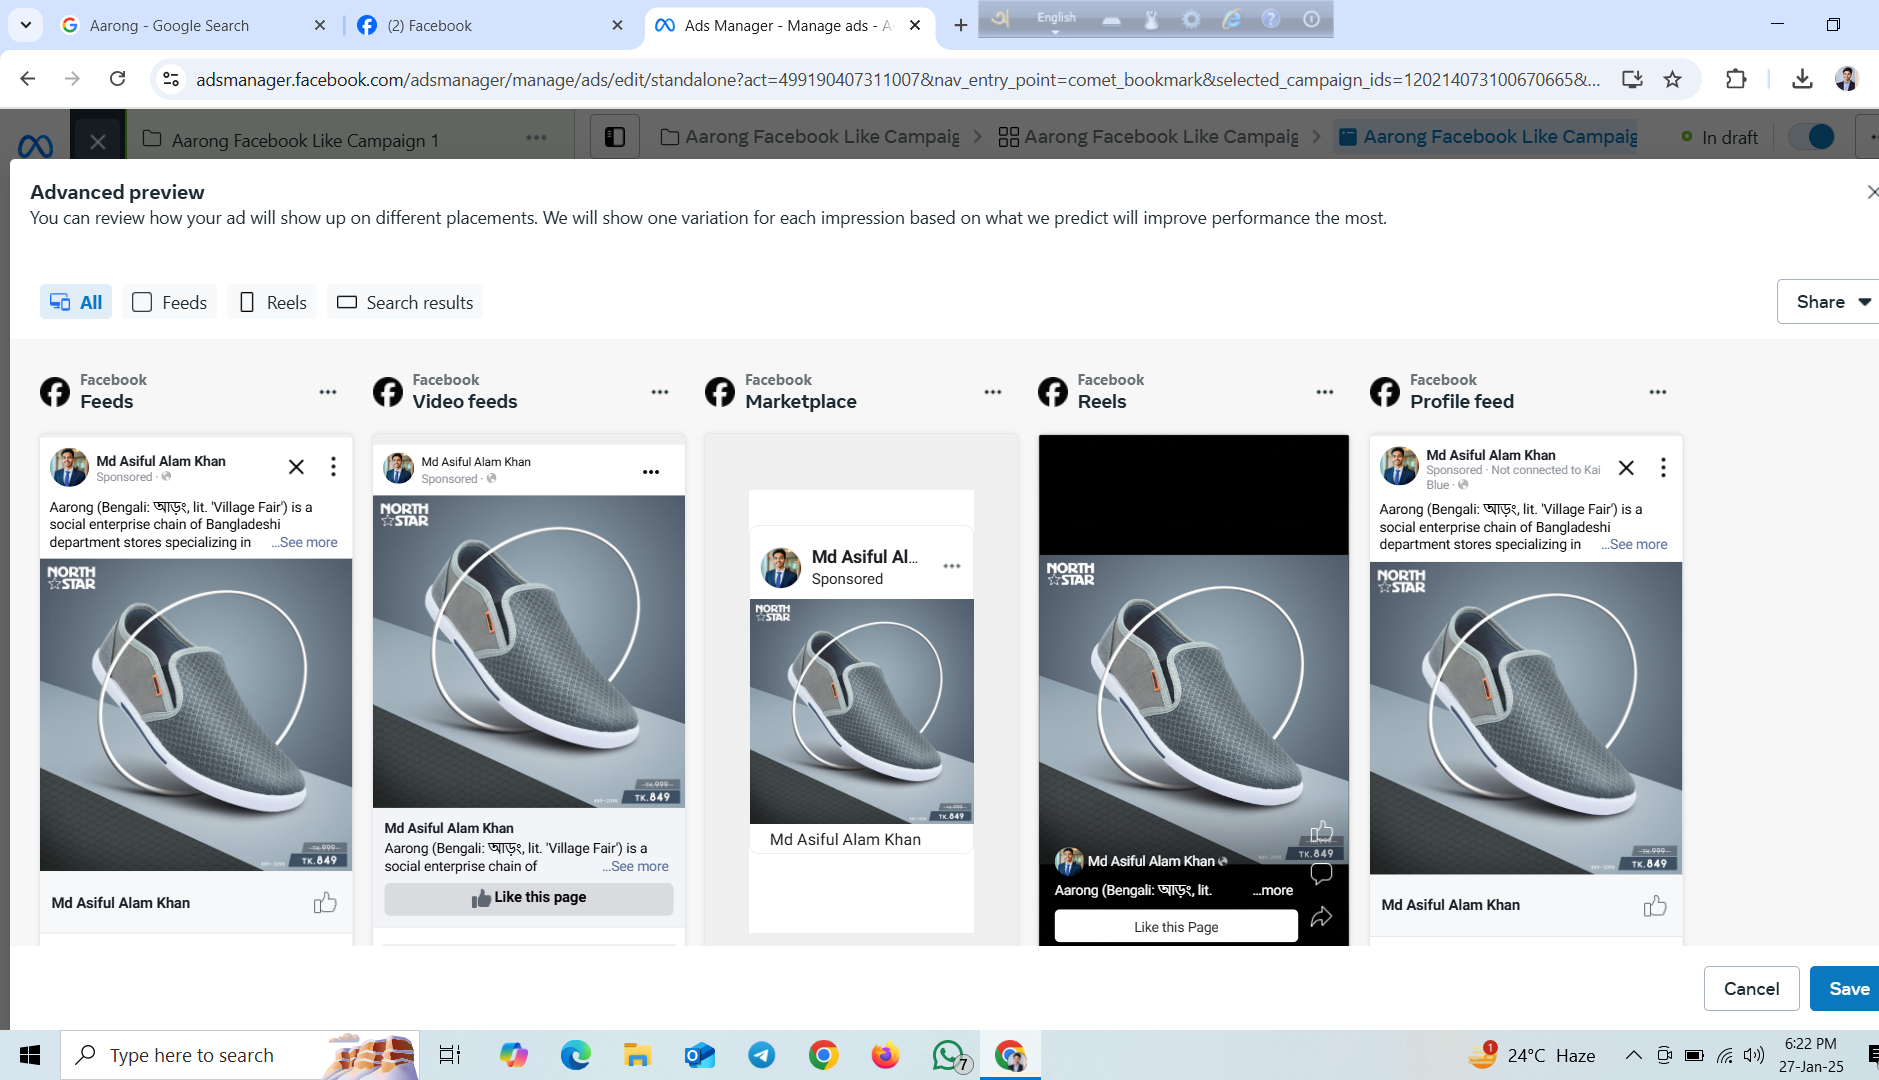 Aarong - Google Search
(2) Facebook
Ads Manager - Manage ads - A
English
adsmanager.facebook.com/adsmanager/manage/ads/edit/standalone?act=499190407311007&nav_entry_point=comet_bookmark&selected_campaign_ids=120214073100670665&...
Aarong Facebook Like Campaign 1
Aarong Facebook Like Campaig
Aarong Facebook Like Campaig
Aarong Facebook Like Campaig
In draft
Advanced preview
You can review how your ad will show up on different placements. We will show one variation for each impression based on what we predict will improve performance the most.
All
Feeds
Reels
Search results
Share
Facebook
Feeds
Md Asiful Alam Khan
Sponsored ·
Aarong (Bengali: আড়ং, lit. 'Village Fair') is a
social enterprise chain of Bangladeshi
department stores specializing in ...See more
NORTH
STAR
TK.999
TK.849
Md Asiful Alam Khan
Facebook
Video feeds
Md Asiful Alam Khan
Sponsored ·
NORTH
STAR
TK.999
TK.849
Md Asiful Alam Khan
Aarong (Bengali: আড়ং, lit. 'Village Fair') is a
social enterprise chain of ...See more
Like this page
Facebook
Marketplace
Md Asiful Al...
Sponsored
NORTH
STAR
TK.999
TK.849
Md Asiful Alam Khan
Facebook
Reels
NORTH
STAR
TK.999
TK.849
Md Asiful Alam Khan
Aarong (Bengali: আড়ং, lit. ...more
Like this Page
Facebook
Profile feed
Md Asiful Alam Khan
Sponsored · Not connected to Kai
Blue ·
Aarong (Bengali: আড়ং, lit. 'Village Fair') is a
social enterprise chain of Bangladeshi
department stores specializing in ...See more
NORTH
STAR
TK.999
TK.849
Md Asiful Alam Khan
Cancel
Save
Type here to search
7
1
24°C Haze
6:22 PM
27-Jan-25